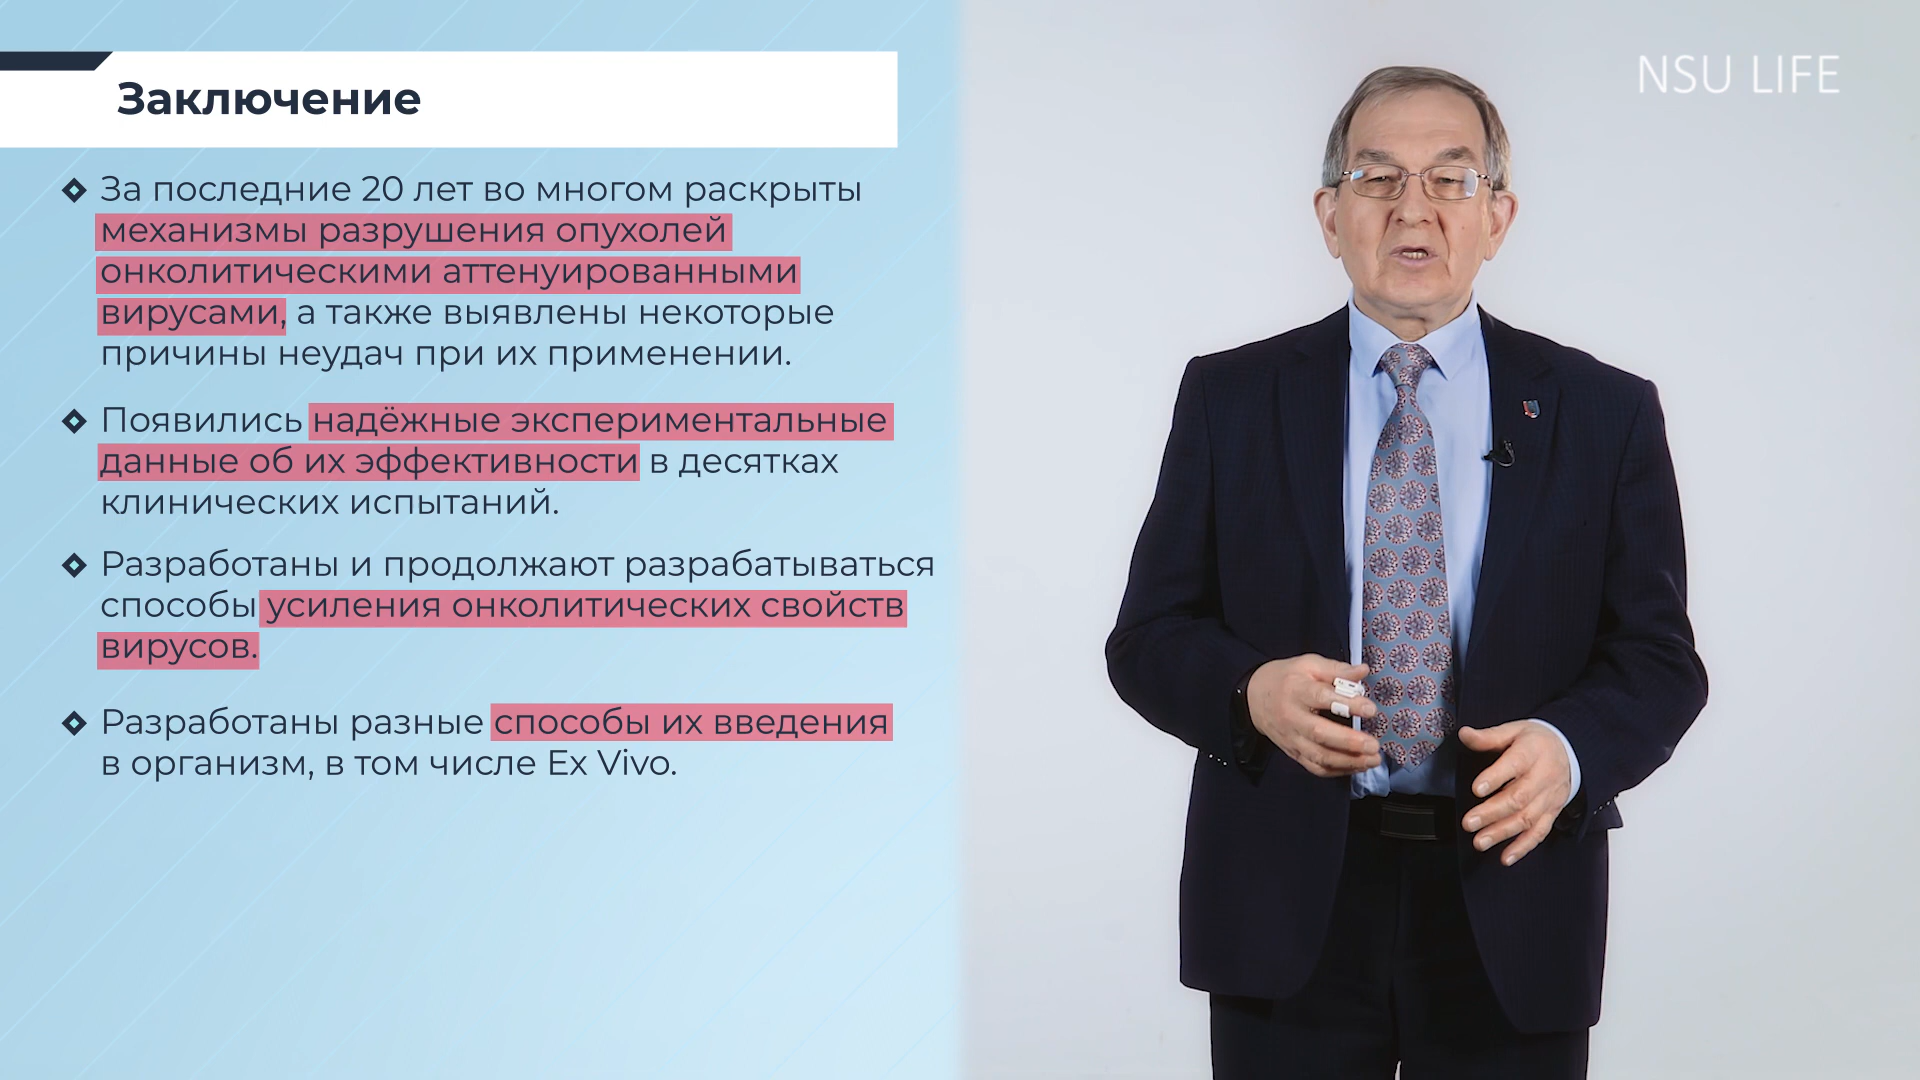 Заключение
За последние 20 лет во многом раскрыты
механизмы разрушения опухолей
онколитическими аттенуированными
вирусами, а также выявлены некоторые
причины неудач при их применении.
Появились надёжные экспериментальные
данные об их эффективности в десятках
клинических испытаний.
Разработаны и продолжают разрабатываться
способы усиления онколитических свойств
вирусов.
Разработаны разные способы их введения
в организм, в том числе Ex Vivo.
NSU LIFE